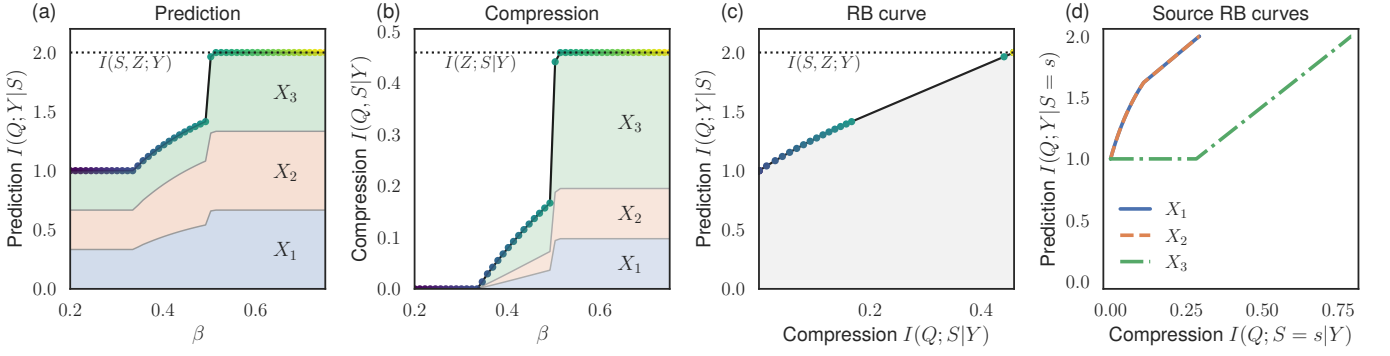 (a) Prediction
Prediction I(Q; Y|S)
2.0
1.5
1.0
0.5
0.0
I(S, Z; Y)
X₃
X₂
X₁
0.2 0.4 0.6
β
(b) Compression
Compression I(Q, S|Y)
0.5
0.4
0.3
0.2
0.1
0.0
I(Z; S|Y)
X₃
X₂
X₁
0.2 0.4 0.6
β
(c) RB curve
Prediction I(Q; Y|S)
2.0
1.5
1.0
0.5
0.0
I(S, Z; Y)
0.2 0.4
Compression I(Q; S|Y)
(d) Source RB curves
Prediction I(Q; Y|S = s)
2.0
1.5
1.0
0.5
0.0
X₁
X₂
X₃
0.00 0.25 0.50 0.75
Compression I(Q; S = s|Y)